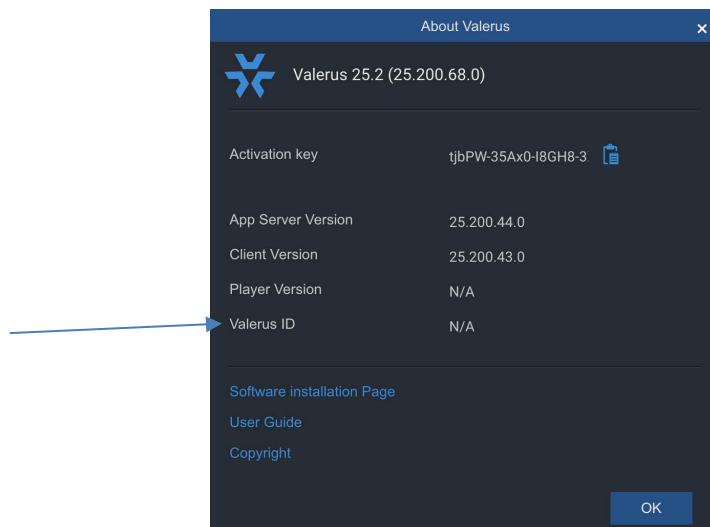 About Valerus
Valerus 25.2 (25.200.68.0)
Activation key tjbPW-35Ax0-I8GH8-3
App Server Version 25.200.44.0
Client Version 25.200.43.0
Player Version N/A
Valerus ID N/A
Software installation Page
User Guide
Copyright
OK